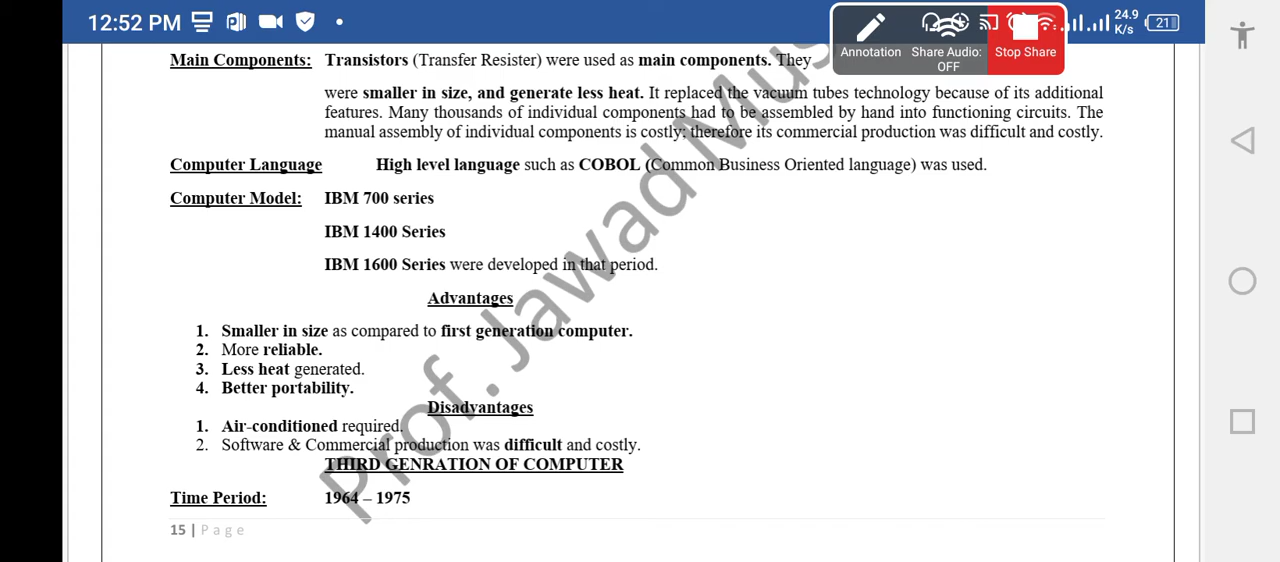 12:52 PM
24.9
K/s
21
Annotation
Share Audio:
OFF
Stop Share
Main Components: Transistors (Transfer Resister) were used as main components. They
were smaller in size, and generate less heat. It replaced the vacuum tubes technology because of its additional
features. Many thousands of individual components had to be assembled by hand into functioning circuits. The
manual assembly of individual components is costly; therefore its commercial production was difficult and costly.
Computer Language High level language such as COBOL (Common Business Oriented language) was used.
Computer Model: IBM 700 series
IBM 1400 Series
IBM 1600 Series were developed in that period.
Advantages
1. Smaller in size as compared to first generation computer.
2. More reliable.
3. Less heat generated.
4. Better portability.
Disadvantages
1. Air-conditioned required.
2. Software & Commercial production was difficult and costly.
THIRD GENRATION OF COMPUTER
Time Period: 1964 – 1975
15 | Page
Prof. Jawad Mus